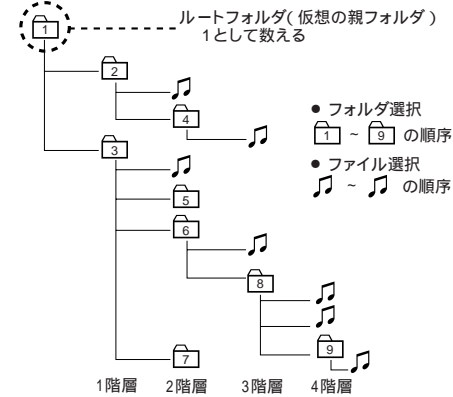 ルートフォルダ(仮想の親フォルダ)
1として数える
1
2
4
3
● フォルダ選択
1 ~ 9 の順序
● ファイル選択
~ の順序
5
6
8
9
7
1階層 2階層 3階層 4階層